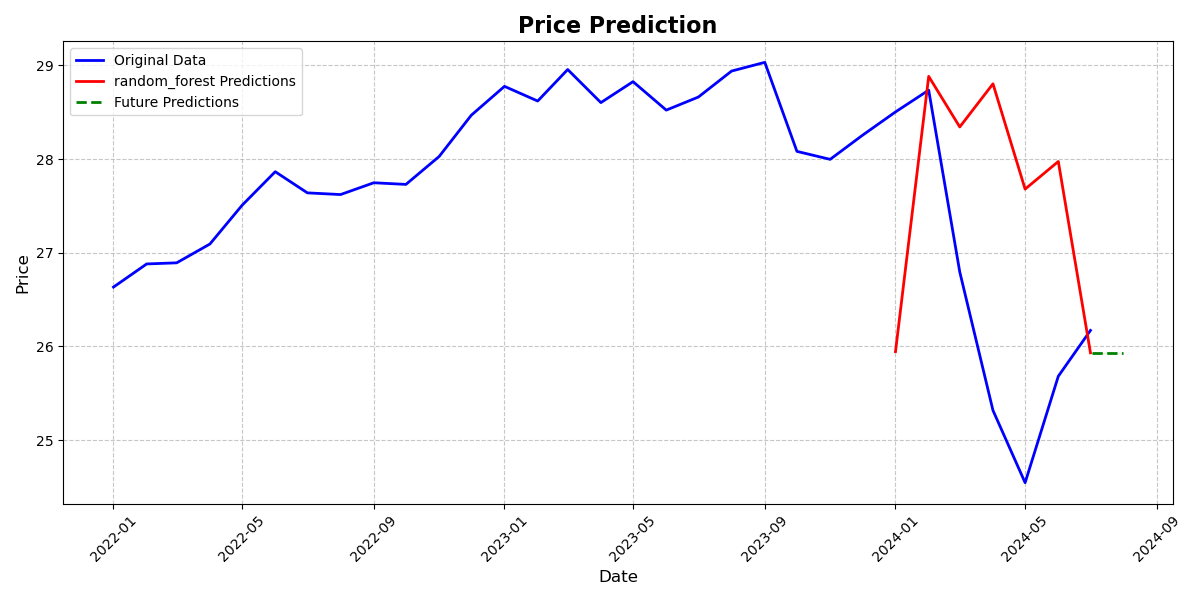 Price Prediction
Original Data
random_forest Predictions
Future Predictions
Price
29
28
27
26
25
2022-01
2022-05
2022-09
2023-01
2023-05
2023-09
2024-01
2024-05
2024-09
Date